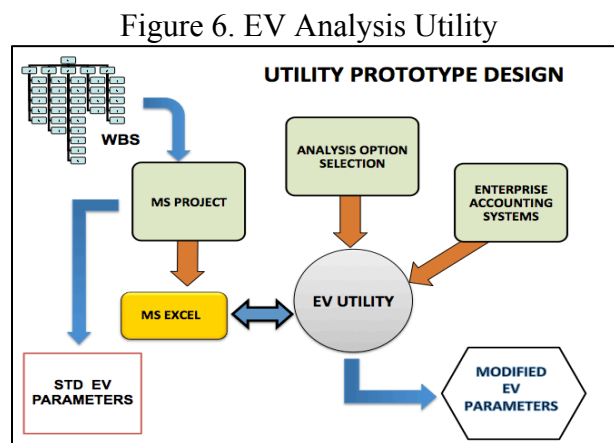 Figure 6. EV Analysis Utility
UTILITY PROTOTYPE DESIGN
WBS
ANALYSIS OPTION
SELECTION
MS PROJECT
ENTERPRISE
ACCOUNTING
SYSTEMS
EV UTILITY
MS EXCEL
STD EV
PARAMETERS
MODIFIED
EV
PARAMETERS